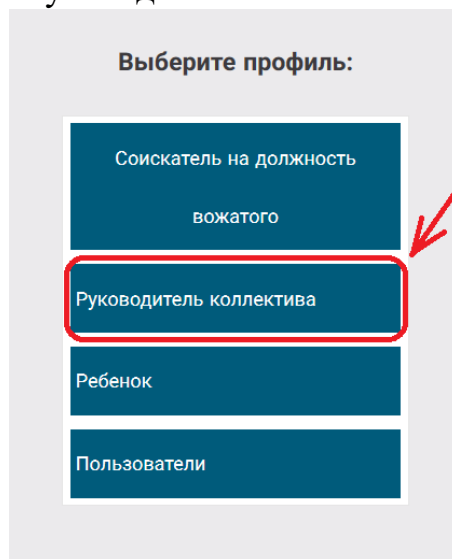 Выберите профиль:
Соискатель на должность
вожатого
Руководитель коллектива
Ребенок
Пользователи